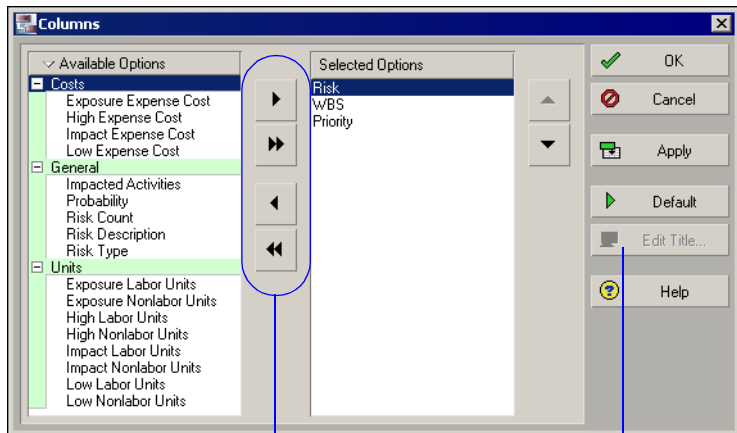 Columns
Available Options
Costs
Exposure Expense Cost
High Expense Cost
Impact Expense Cost
Low Expense Cost
General
Impacted Activities
Probability
Risk Count
Risk Description
Risk Type
Units
Exposure Labor Units
Exposure Nonlabor Units
High Labor Units
High Nonlabor Units
Impact Labor Units
Impact Nonlabor Units
Low Labor Units
Low Nonlabor Units
Selected Options
Risk
WBS
Priority
OK
Cancel
Apply
Default
Edit Title...
Help